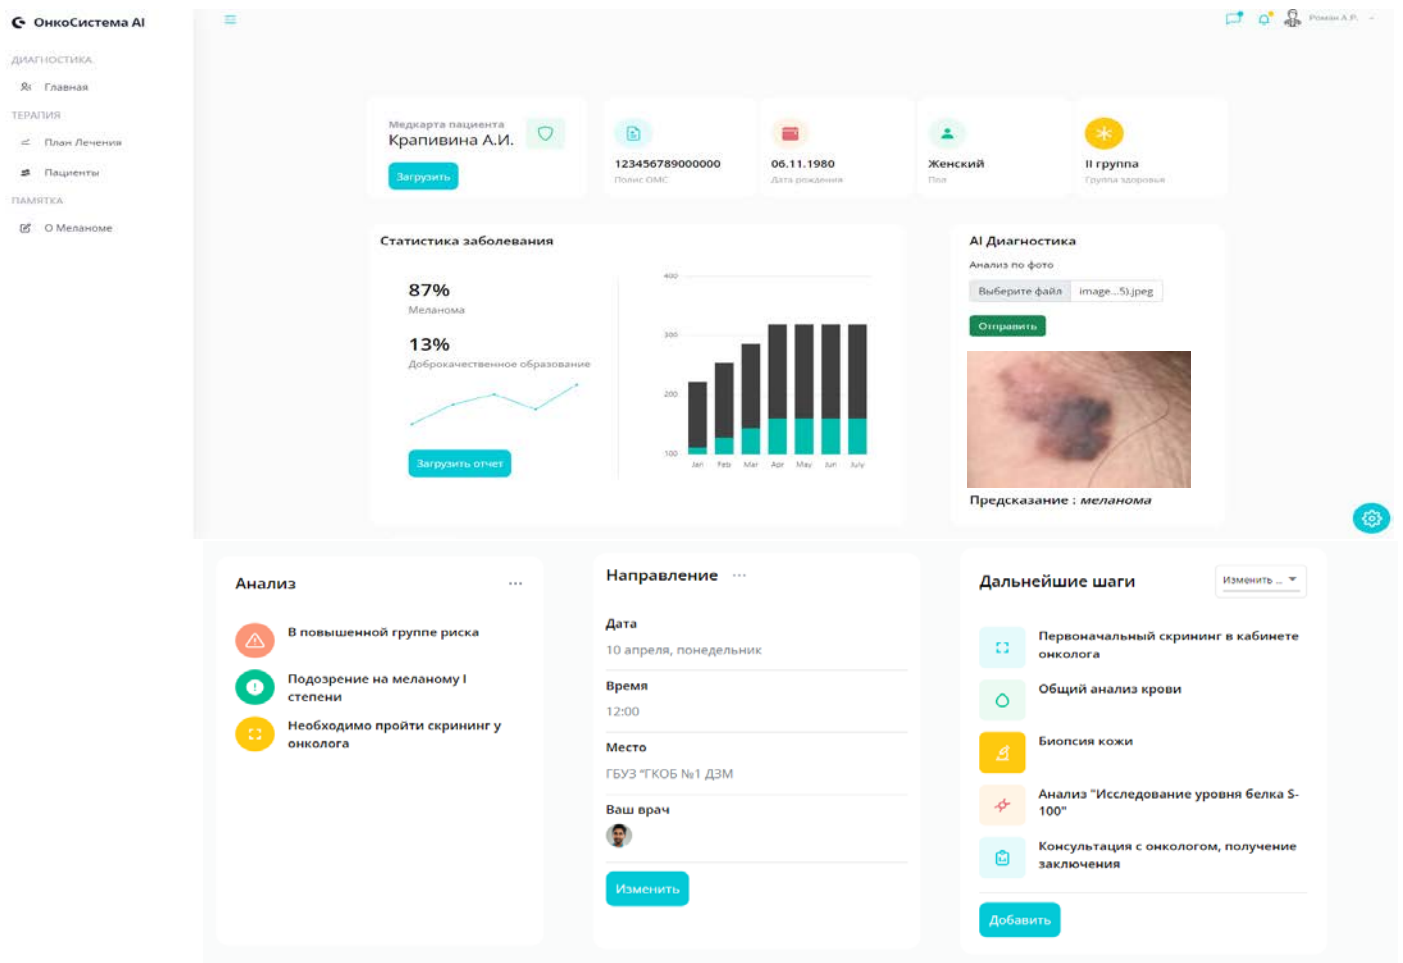 ОнкоСистема AI
Роман А.Р.
ДИАГНОСТИКА
Главная
ТЕРАПИЯ
План Лечения
Пациенты
ПАМЯТКА
О Меланоме
Медкарта пациента
Крапивина А.И.
Загрузить
123456789000000
Полис ОМС
06.11.1980
Дата рождения
Женский
Пол
II группа
Группа здоровья
Статистика заболевания
87%
Меланома
13%
Доброкачественное образование
Загрузить отчет
400
300
200
100
Jan Feb Mar Apr May Jun July
AI Диагностика
Анализ по фото
Выберите файл image...5).jpeg
Отправить
Предсказание : меланома
Анализ ...
В повышенной группе риска
Подозрение на меланому I
степени
Необходимо пройти скрининг у
онколога
Направление ...
Дата
10 апреля, понедельник
Время
12:00
Место
ГБУЗ "ГКОБ №1 ДЗМ
Ваш врач
Изменить
Дальнейшие шаги
Изменить ...
Первоначальный скрининг в кабинете
онколога
Общий анализ крови
Биопсия кожи
Анализ "Исследование уровня белка S-
100"
Консультация с онкологом, получение
заключения
Добавить